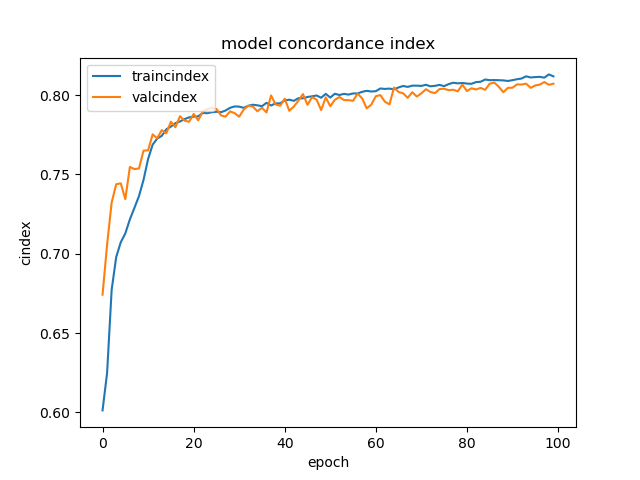 model concordance index
traincindex
valcindex
0.80
0.75
0.70
0.65
0.60
cindex
0 20 40 60 80 100
epoch